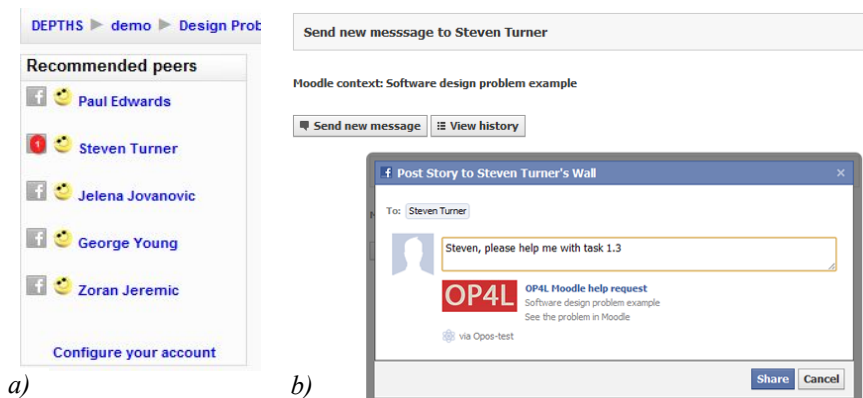 DEPTHS demo Design Prob
Recommended peers
Paul Edwards
1 Steven Turner
Jelena Jovanovic
George Young
Zoran Jeremic
Configure your account
a)
Send new messsage to Steven Turner
Moodle context: Software design problem example
Send new message View history
f Post Story to Steven Turner's Wall
To: Steven Turner
Steven, please help me with task 1.3
OP4L
OP4L Moodle help request
Software design problem example
See the problem in Moodle
via Opos-test
Share Cancel
b)